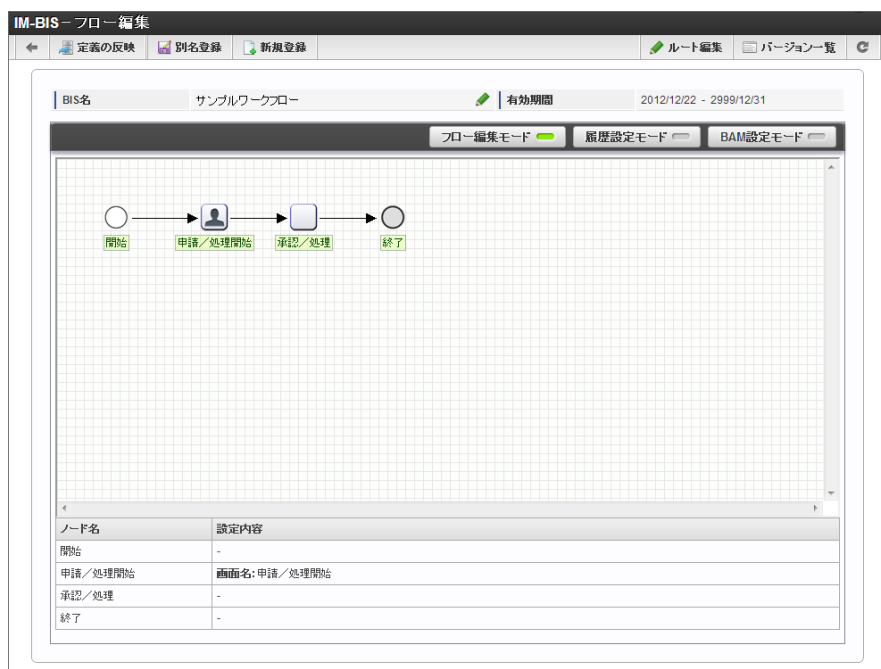 IM-BIS－フロー編集
定義の反映 別名登録 新規登録 ルート編集 バージョン一覧
BIS名 サンプルワークフロー 有効期間 2012/12/22 - 2999/12/31
フロー編集モード 履歴設定モード BAM設定モード
開始 申請／処理開始 承認／処理 終了
ノード名 設定内容
開始 -
申請／処理開始 画面名: 申請／処理開始
承認／処理 -
終了 -